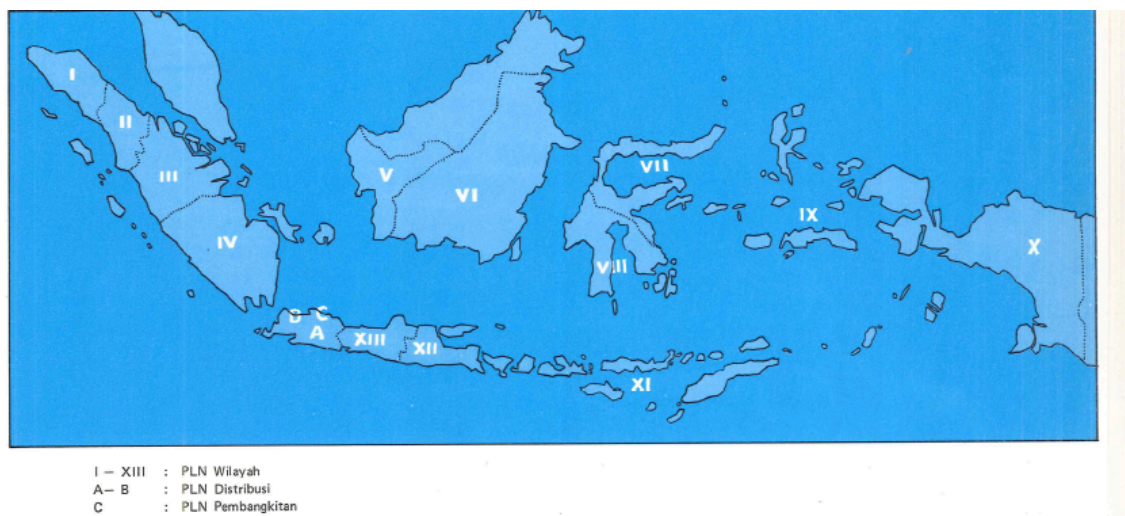 I
II
III
IV
V
VI
VII
VIII
IX
X
B C
A
XIII
XII
XI
I – XIII : PLN Wilayah
A– B : PLN Distribusi
C : PLN Pembangkitan